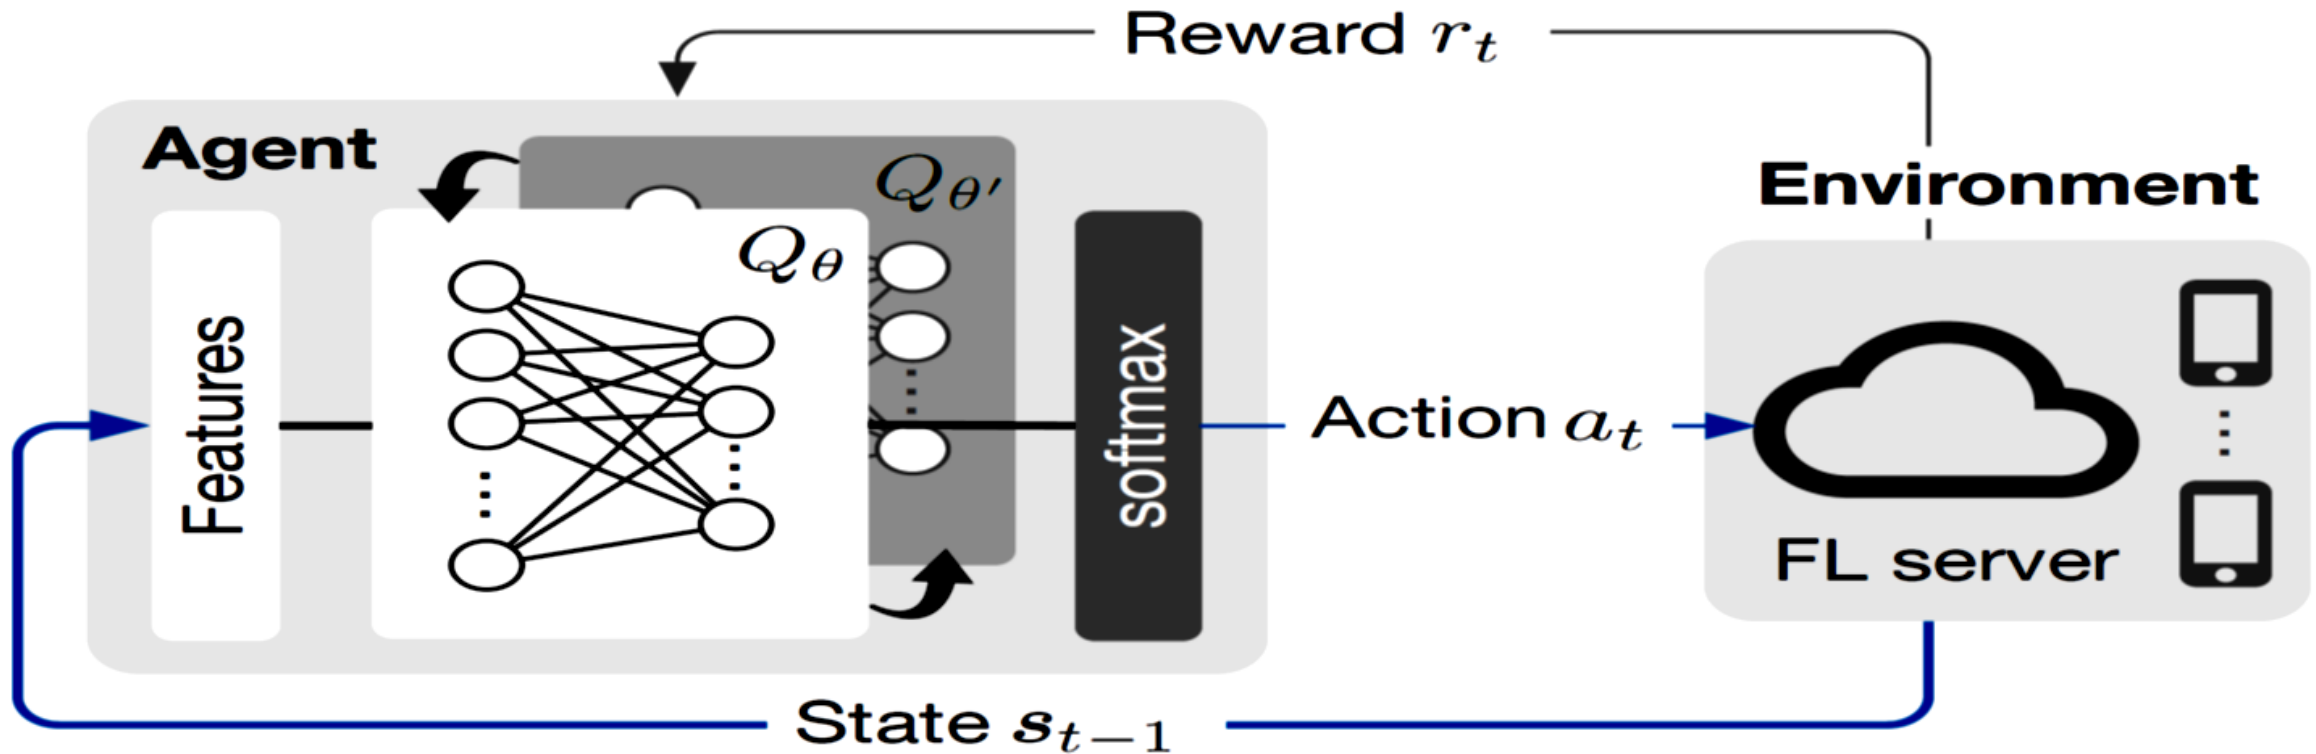 Reward r_t
Agent
Q_θ'
Q_θ
Features
softmax
Action a_t
Environment
FL server
State s_{t-1}